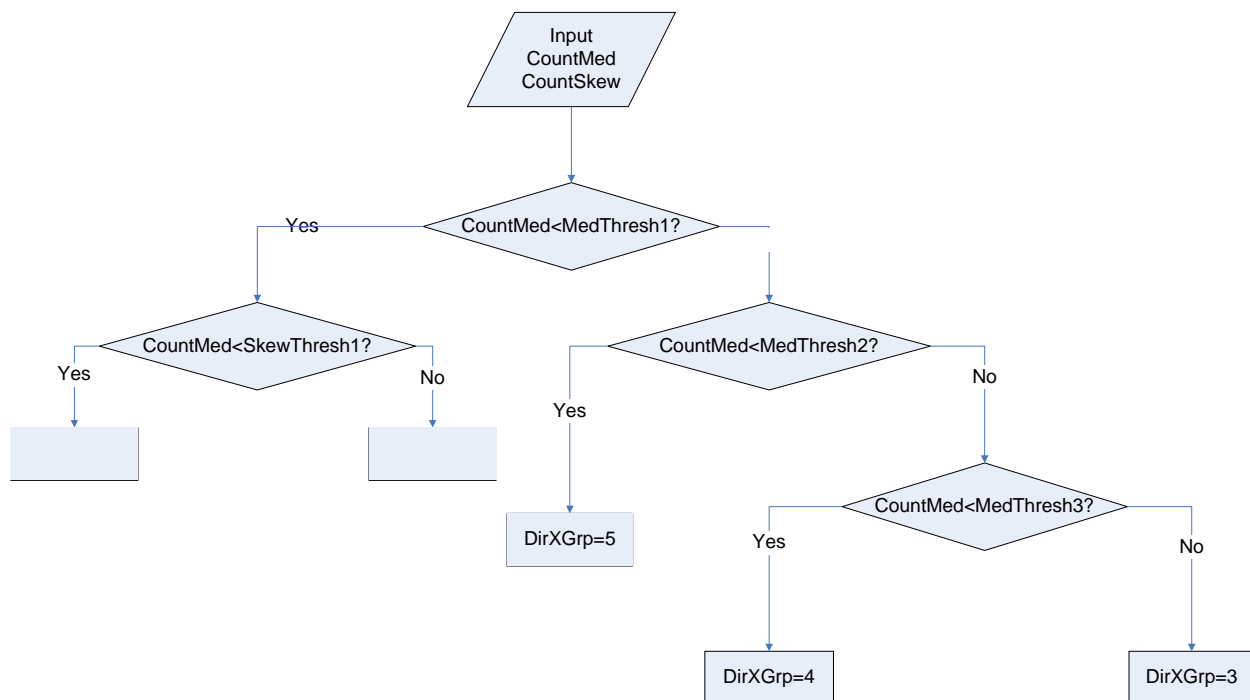 Input
CountMed
CountSkew
CountMed<MedThresh1?
Yes
CountMed<SkewThresh1?
CountMed<MedThresh2?
Yes
No
No
Yes
CountMed<MedThresh3?
DirXGrp=5
Yes
No
DirXGrp=4
DirXGrp=3